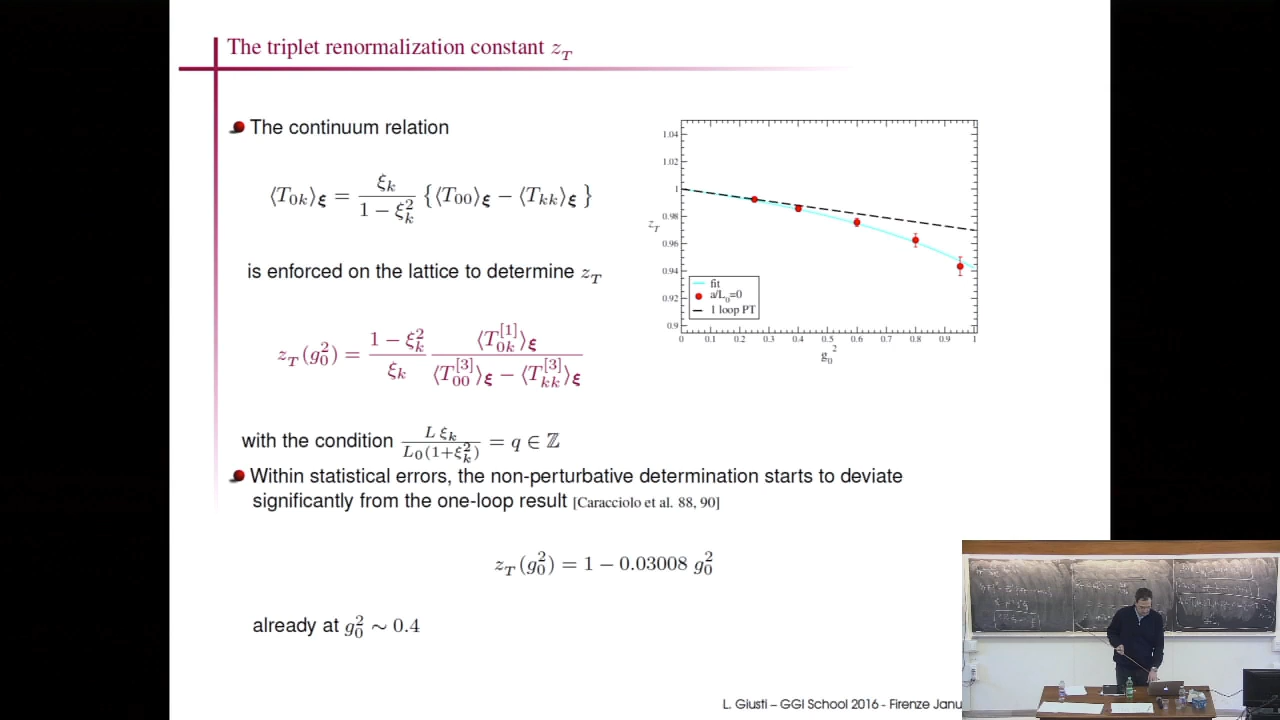 The triplet renormalization constant z_T
The continuum relation
⟨T_{0k}⟩_ξ = ξ_k / (1 − ξ_k^2) {⟨T_{00}⟩_ξ − ⟨T_{kk}⟩_ξ}
is enforced on the lattice to determine z_T
z_T(g_0^2) = (1 − ξ_k^2) / ξ_k ⟨T_{0k}^{[1]}⟩_ξ / (⟨T_{00}^{[3]}⟩_ξ − ⟨T_{kk}^{[3]}⟩_ξ)
with the condition L ξ_k / (L_0(1+ξ_k^2)) = q ∈ ℤ
Within statistical errors, the non-perturbative determination starts to deviate
significantly from the one-loop result [Caracciolo et al. 88, 90]
z_T(g_0^2) = 1 − 0.03008 g_0^2
already at g_0^2 ∼ 0.4
1.04
1.02
1
0.98
z_T
0.96
0.94
0.92
0.9
fit
a/L_0=0
1 loop PT
0 0.1 0.2 0.3 0.4 0.5 0.6 0.7 0.8 0.9 1
g_0^2
L. Giusti – GGI School 2016 - Firenze Janu